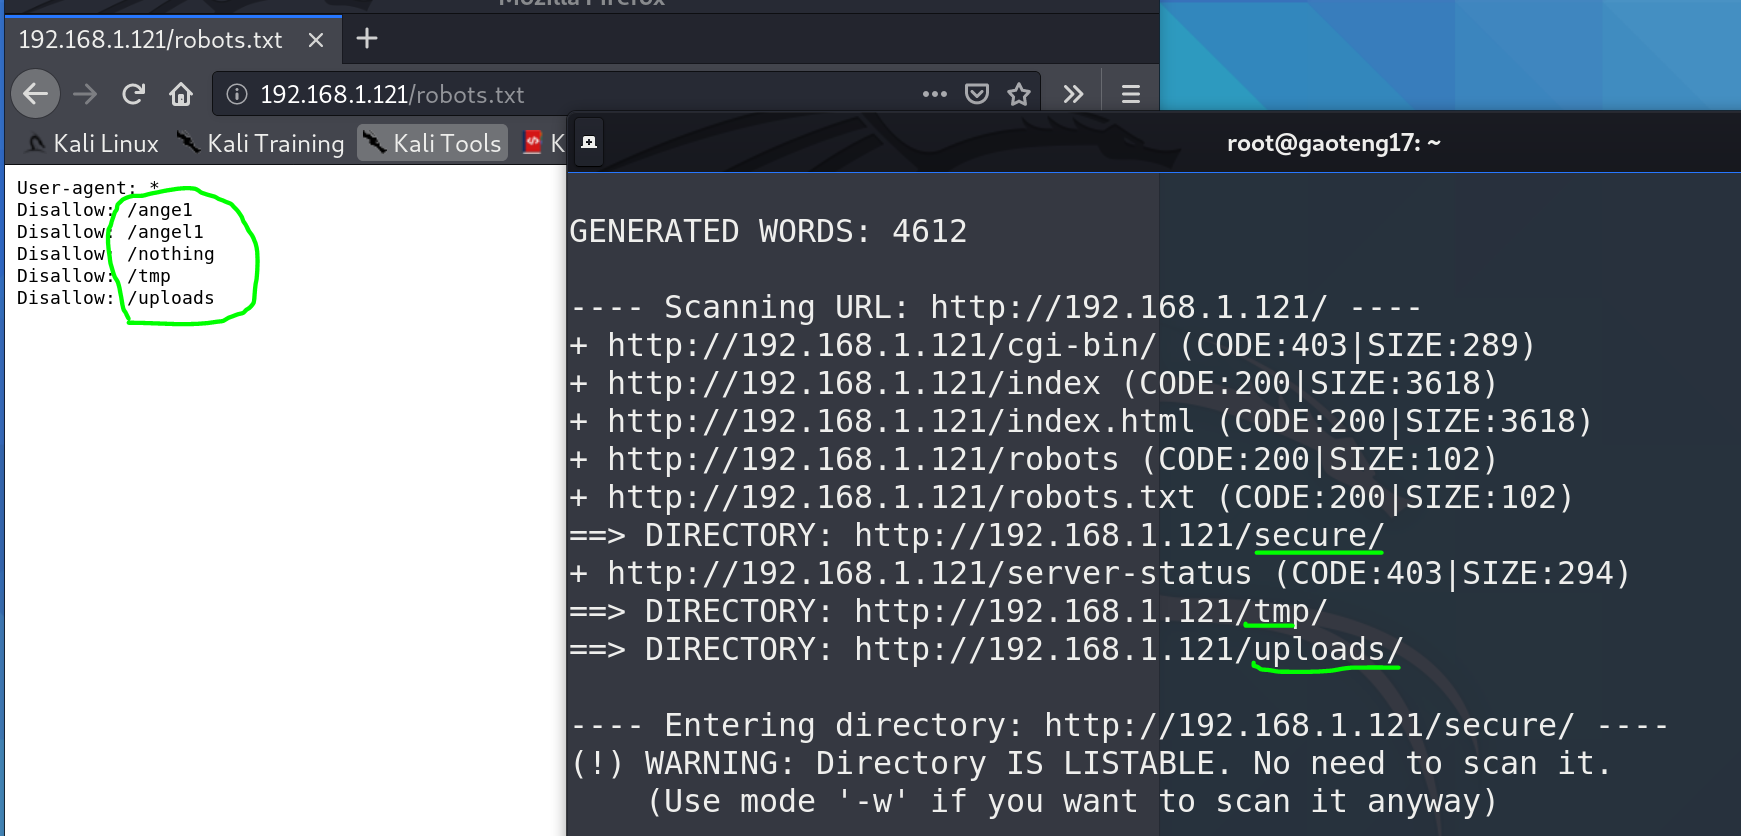 Mozilla Firefox
192.168.1.121/robots.txt
192.168.1.121/robots.txt
Kali Linux
Kali Training
Kali Tools
K
User-agent: *
Disallow: /ange1
Disallow: /angel1
Disallow: /nothing
Disallow: /tmp
Disallow: /uploads
root@gaoteng17: ~
GENERATED WORDS: 4612
---- Scanning URL: http://192.168.1.121/ ----
+ http://192.168.1.121/cgi-bin/ (CODE:403|SIZE:289)
+ http://192.168.1.121/index (CODE:200|SIZE:3618)
+ http://192.168.1.121/index.html (CODE:200|SIZE:3618)
+ http://192.168.1.121/robots (CODE:200|SIZE:102)
+ http://192.168.1.121/robots.txt (CODE:200|SIZE:102)
==> DIRECTORY: http://192.168.1.121/secure/
+ http://192.168.1.121/server-status (CODE:403|SIZE:294)
==> DIRECTORY: http://192.168.1.121/tmp/
==> DIRECTORY: http://192.168.1.121/uploads/
---- Entering directory: http://192.168.1.121/secure/ ----
(!) WARNING: Directory IS LISTABLE. No need to scan it.
(Use mode '-w' if you want to scan it anyway)